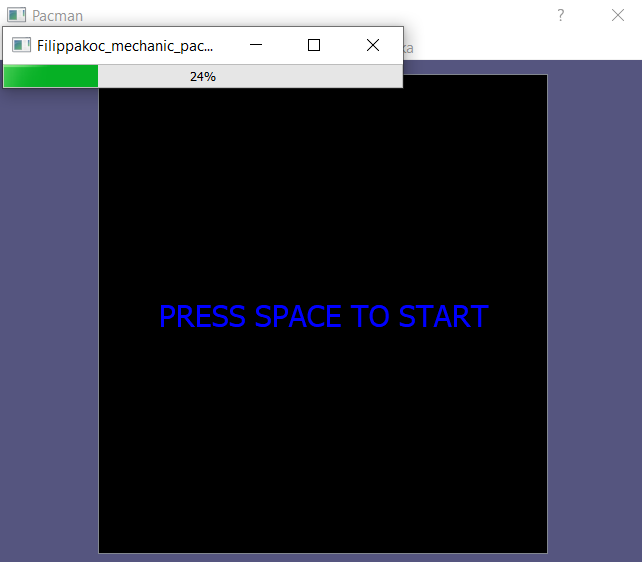 Pacman
?
Filippakoc_mechanic_pac...
24%
PRESS SPACE TO START